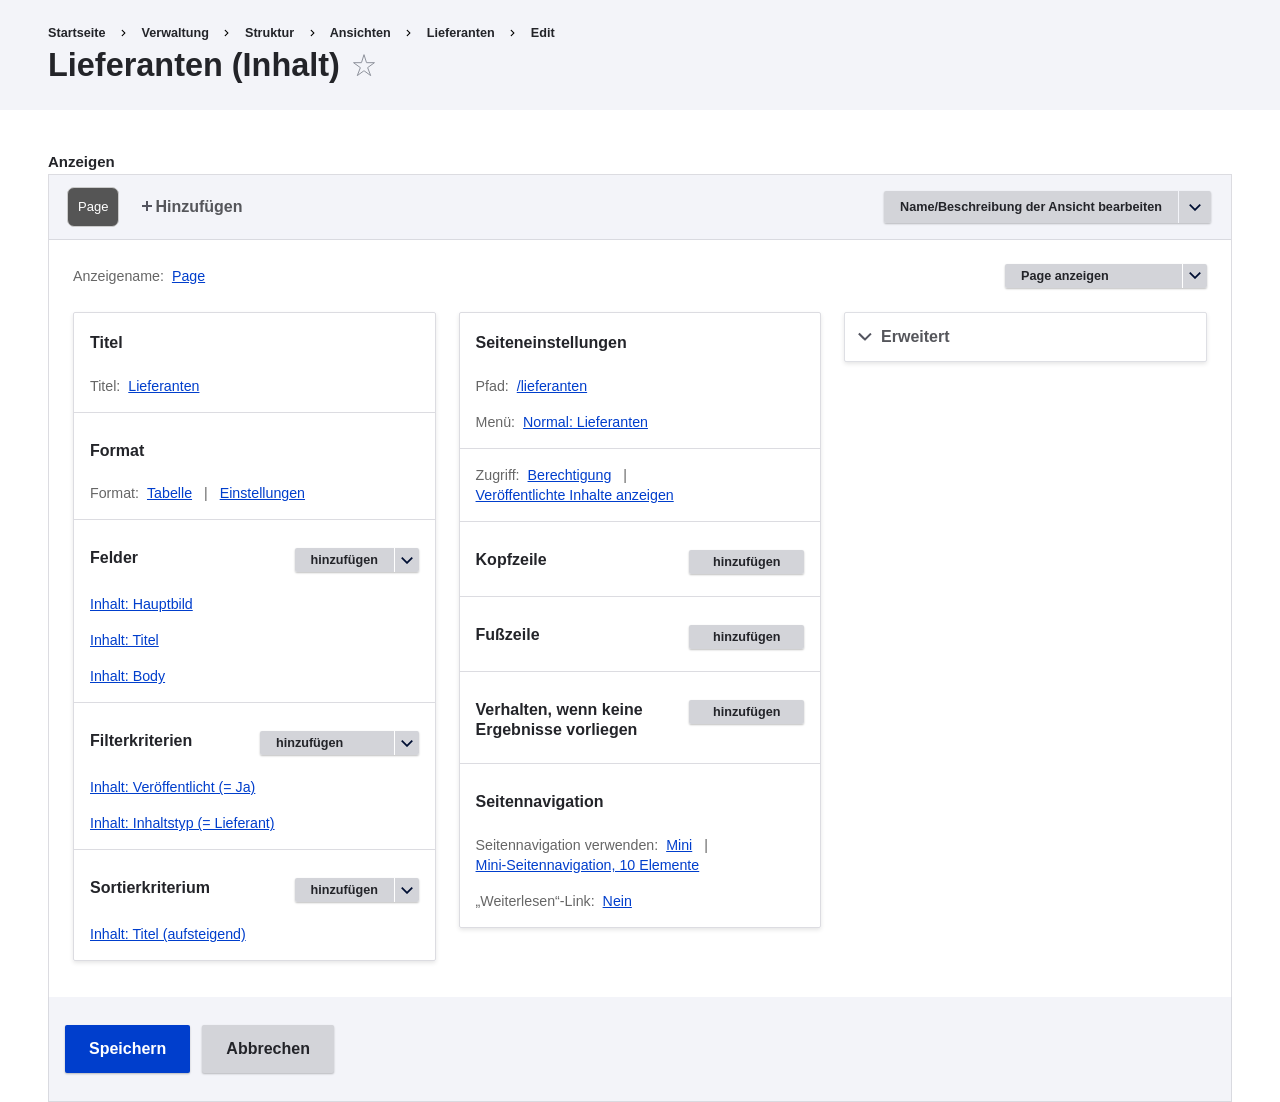 Startseite › Verwaltung › Struktur › Ansichten › Lieferanten › Edit
Lieferanten (Inhalt) ☆
Anzeigen
Page
+ Hinzufügen
Name/Beschreibung der Ansicht bearbeiten
Anzeigename: Page
Page anzeigen
Titel
Titel: Lieferanten
Format
Format: Tabelle | Einstellungen
Felder
hinzufügen
Inhalt: Hauptbild
Inhalt: Titel
Inhalt: Body
Filterkriterien
hinzufügen
Inhalt: Veröffentlicht (= Ja)
Inhalt: Inhaltstyp (= Lieferant)
Sortierkriterium
hinzufügen
Inhalt: Titel (aufsteigend)
Seiteneinstellungen
Pfad: /lieferanten
Menü: Normal: Lieferanten
Zugriff: Berechtigung |
Veröffentlichte Inhalte anzeigen
Kopfzeile
hinzufügen
Fußzeile
hinzufügen
Verhalten, wenn keine
Ergebnisse vorliegen
hinzufügen
Seitennavigation
Seitennavigation verwenden: Mini |
Mini-Seitennavigation, 10 Elemente
„Weiterlesen“-Link: Nein
Erweitert
Speichern
Abbrechen